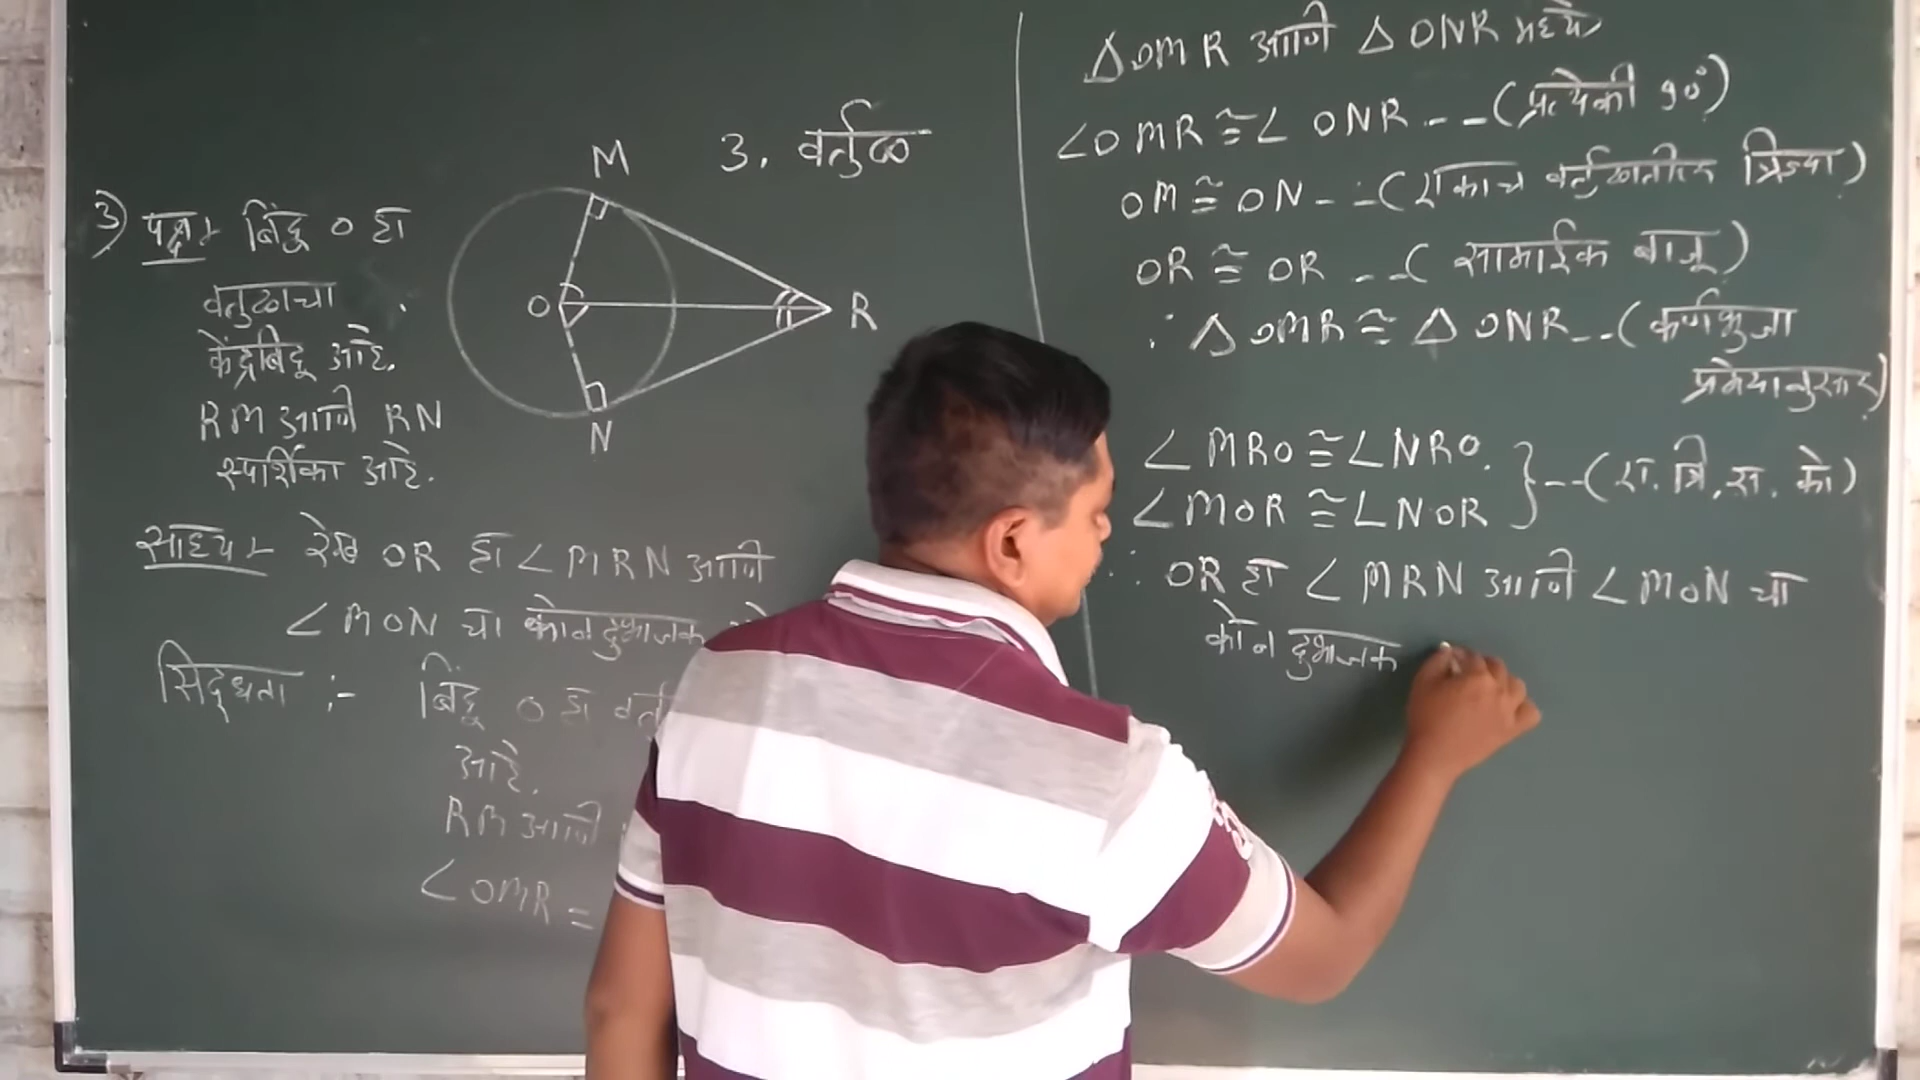 3. वर्तुळ
3) पक्ष :- बिंदू O हा
वर्तुळाचा
केंद्रबिंदू आहे.
RM आणि RN
स्पर्शिका आहे.
M
O
R
N
साध्य :- रेख OR हा ∠MRN आणि
∠MON चा कोन दुभाजक
सिद्धता :- बिंदू O हा
आहे.
RM आणि
∠OMR =
△OMR आणि △ONR मध्ये
∠OMR ≅ ∠ONR --- (प्रत्येकी 90°)
OM ≅ ON --- (एकाच वर्तुळातील त्रिज्या)
OR ≅ OR --- (सामाईक बाजू)
∴ △OMR ≅ △ONR -- (कर्णभुजा
प्रमेयानुसार)
∠MRO ≅ ∠NRO.
∠MOR ≅ ∠NOR } --- (ए. त्रि. ए. को)
∴ OR हा ∠MRN आणि ∠MON चा
कोन दुभाजक